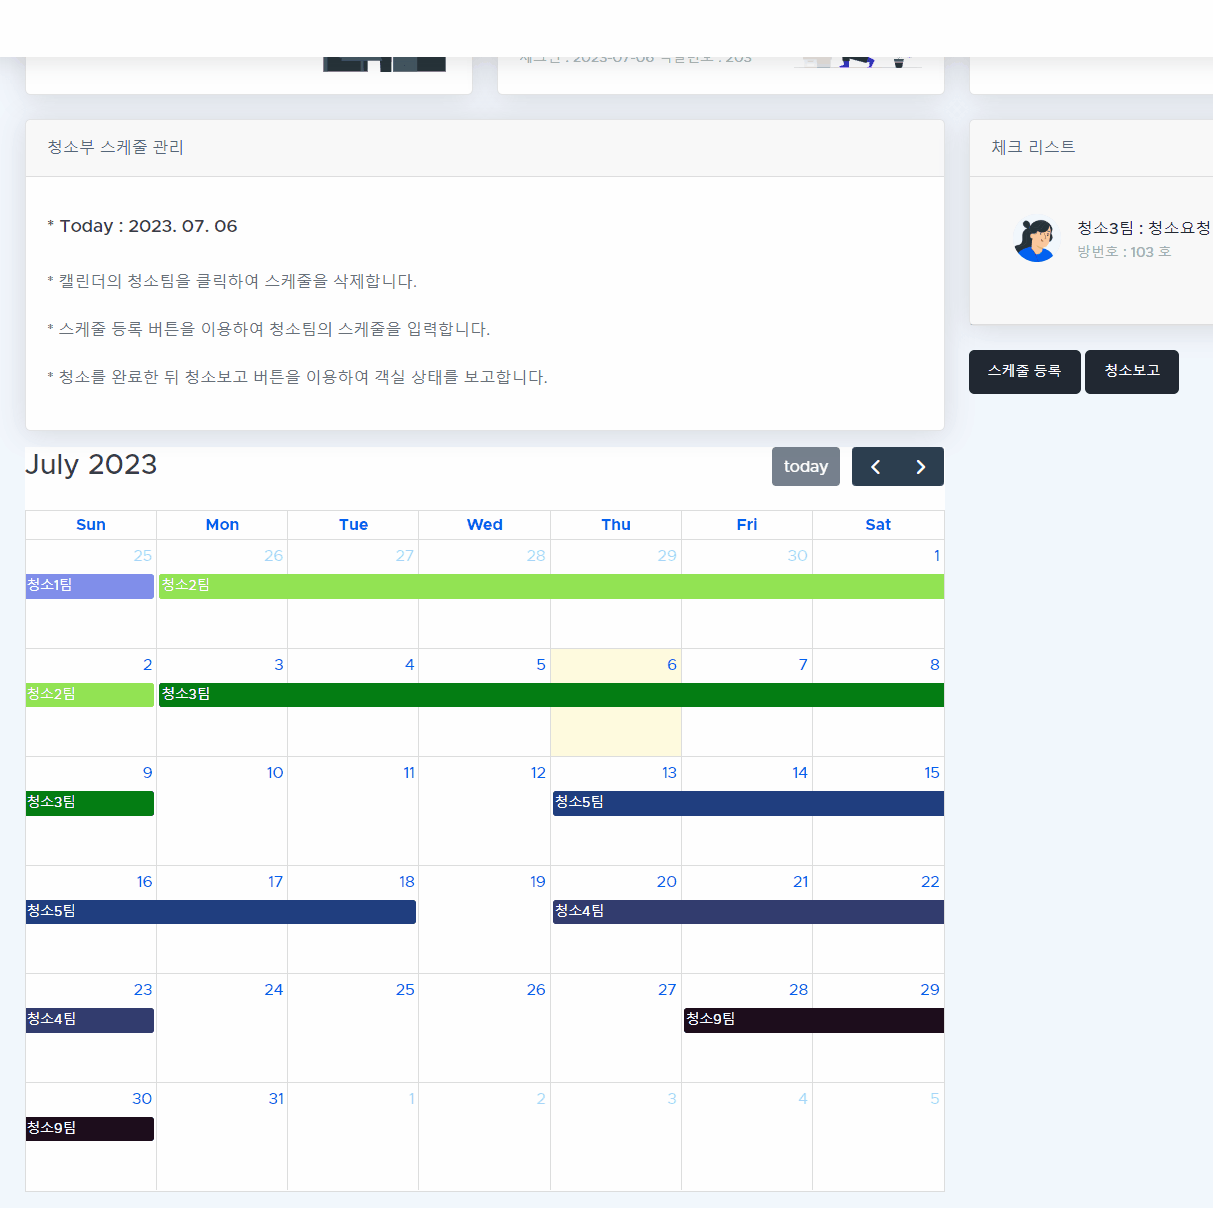 체크인 : 2023-07-06 객실번호 : 203
청소부 스케줄 관리
* Today : 2023. 07. 06
* 캘린더의 청소팀을 클릭하여 스케줄을 삭제합니다.
* 스케줄 등록 버튼을 이용하여 청소팀의 스케줄을 입력합니다.
* 청소를 완료한 뒤 청소보고 버튼을 이용하여 객실 상태를 보고합니다.
체크 리스트
청소3팀 : 청소요청
방번호 : 103 호
스케줄 등록 청소보고
July 2023 today
Sun Mon Tue Wed Thu Fri Sat
25 26 27 28 29 30 1
청소1팀 청소2팀
2 3 4 5 6 7 8
청소2팀 청소3팀
9 10 11 12 13 14 15
청소3팀 청소5팀
16 17 18 19 20 21 22
청소5팀 청소4팀
23 24 25 26 27 28 29
청소4팀 청소9팀
30 31 1 2 3 4 5
청소9팀